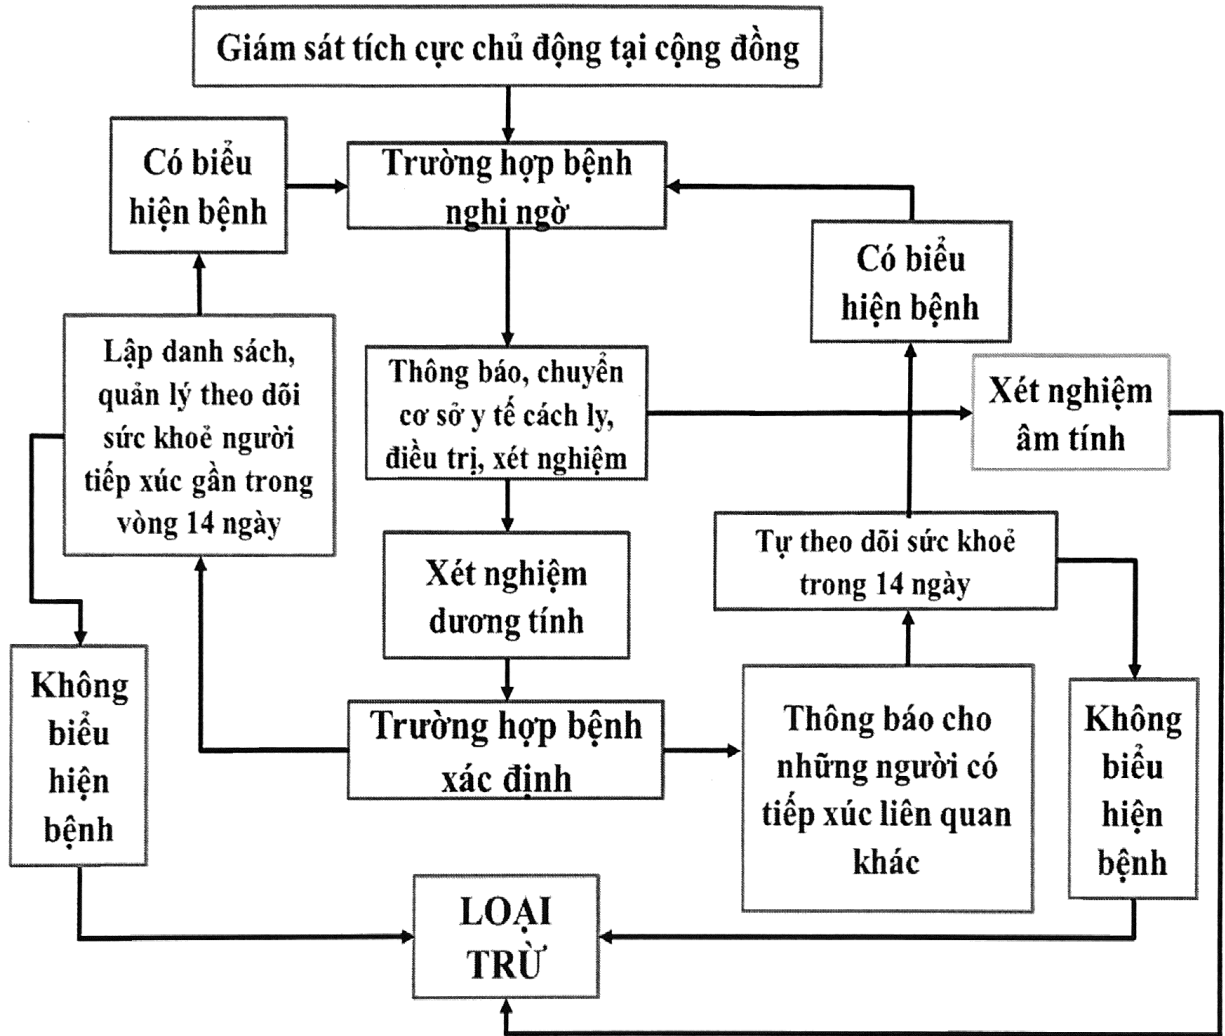 Giám sát tích cực chủ động tại cộng đồng
Có biểu
hiện bệnh
Trường hợp bệnh
nghi ngờ
Có biểu
hiện bệnh
Lập danh sách,
quản lý theo dõi
sức khoẻ người
tiếp xúc gần trong
vòng 14 ngày
Thông báo, chuyển
cơ sở y tế cách ly,
điều trị, xét nghiệm
Xét nghiệm
âm tính
Xét nghiệm
dương tính
Tự theo dõi sức khoẻ
trong 14 ngày
Không
biểu
hiện
bệnh
Trường hợp bệnh
xác định
Thông báo cho
những người có
tiếp xúc liên quan
khác
Không
biểu
hiện
bệnh
LOẠI
TRỪ